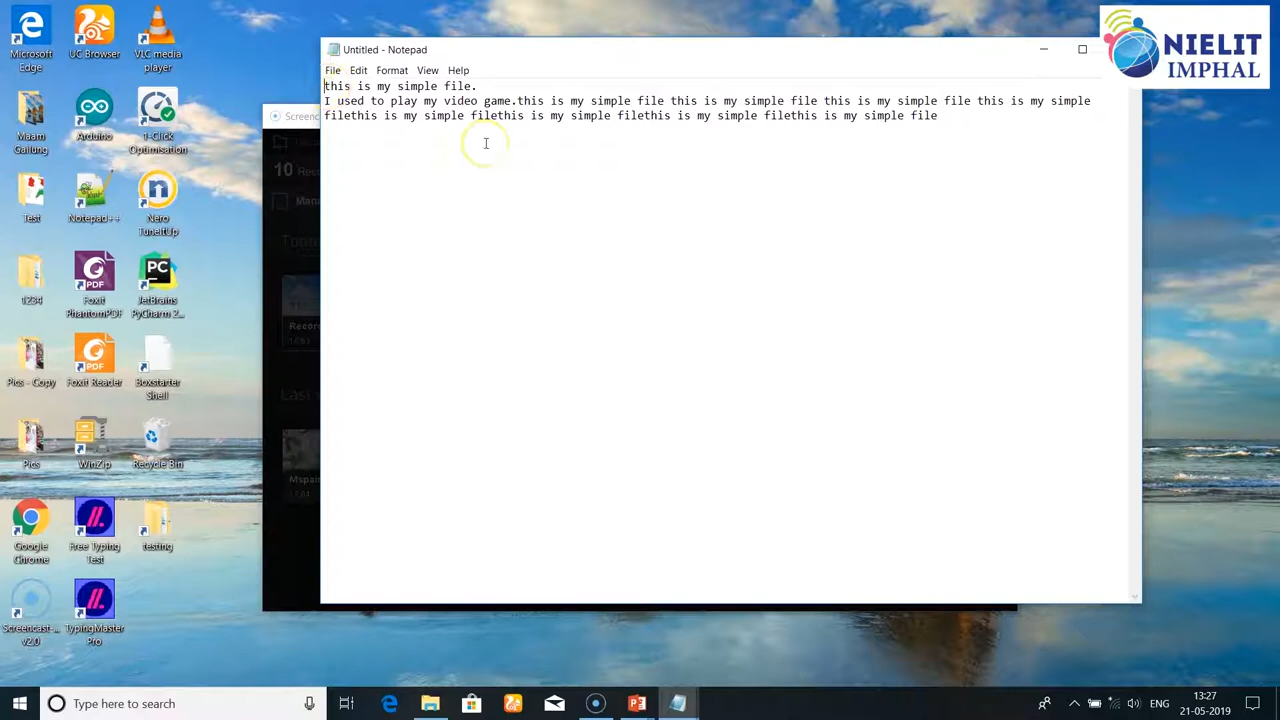 Microsoft
Edge
UC Browser
VLC media
player
Maam
Gailung
Arduino
1-Click
Optimisation
Test
Notepad++
Nero
TuneItUp
1234
Foxit
PhantomPDF
JetBrains
PyCharm 2...
Pics - Copy
Foxit Reader
Boxstarter
Shell
Pics
WinZip
Recycle Bin
Google
Chrome
Free Typing
Test
testing
Screencast-...
v2.0
TypingMaster
Pro
Untitled - Notepad
File Edit Format View Help
this is my simple file.
I used to play my video game.this is my simple file this is my simple file this is my simple file this is my simple
filethis is my simple filethis is my simple filethis is my simple filethis is my simple file
10
NIELIT
IMPHAL
Type here to search
ENG
13:27
21-05-2019